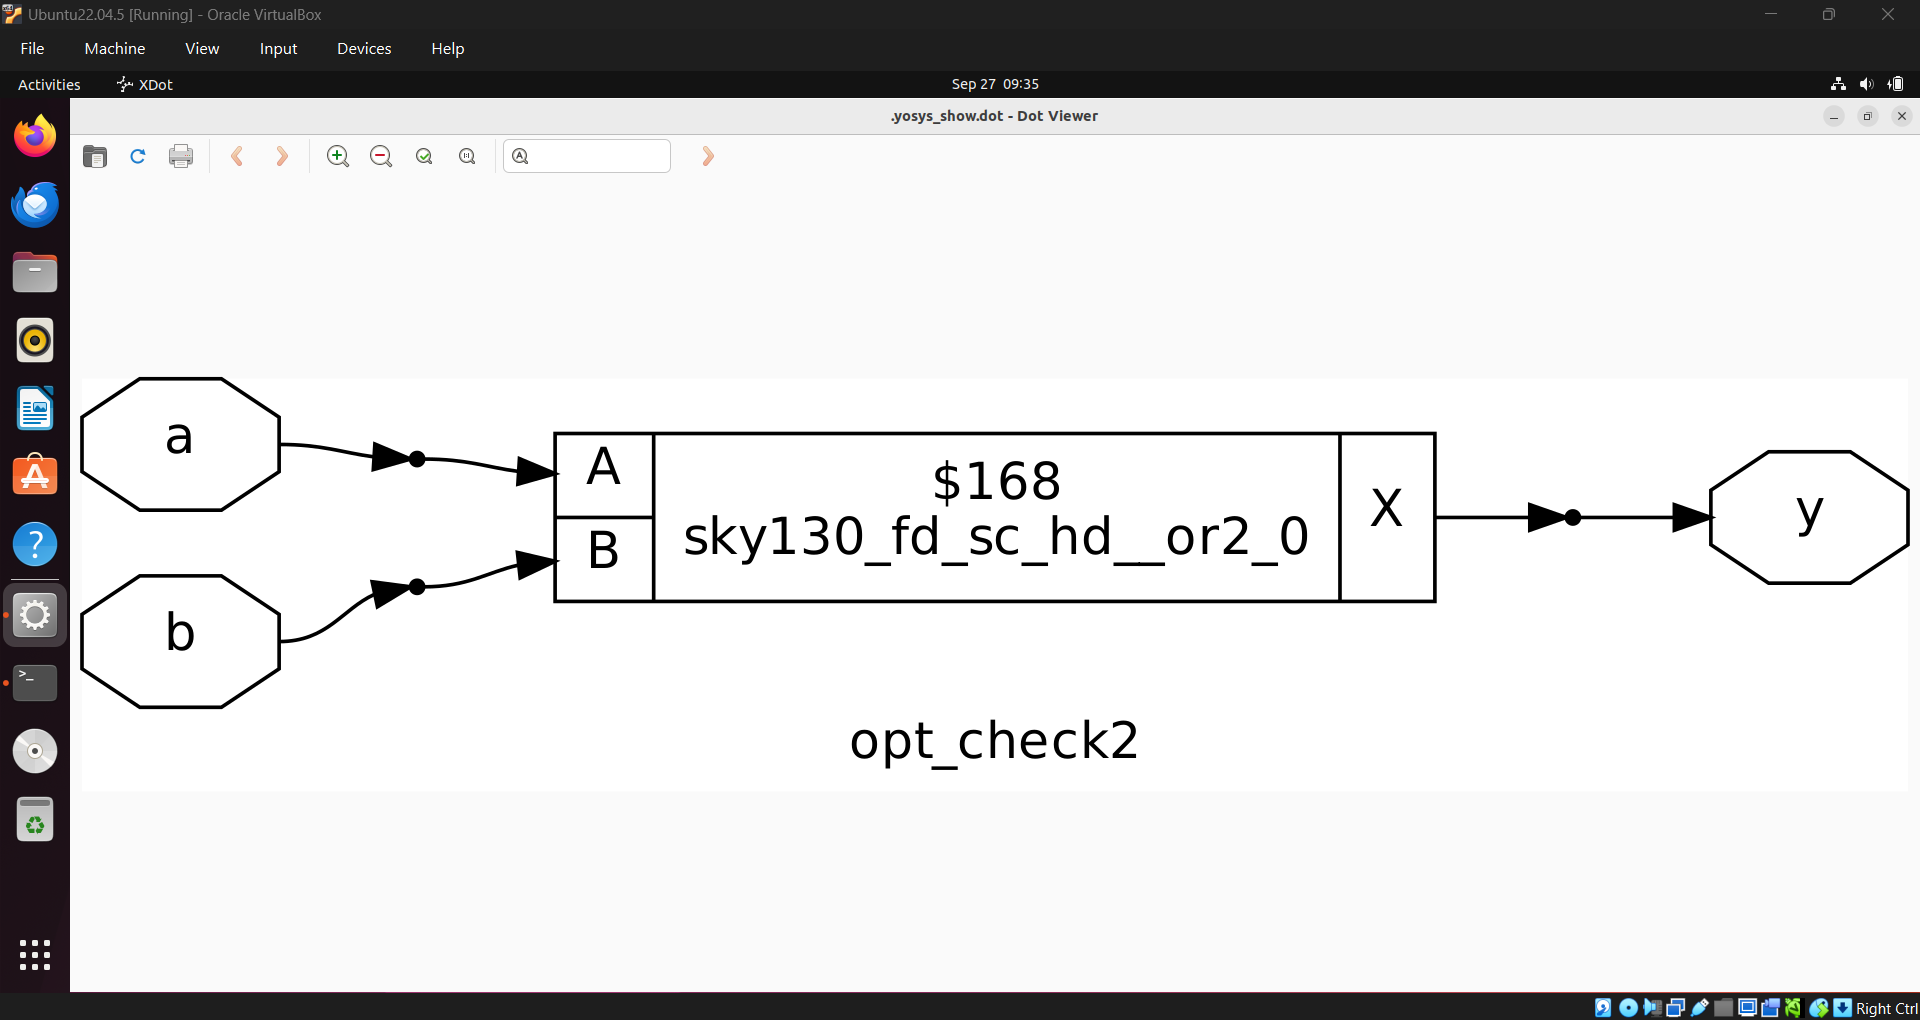 Ubuntu22.04.5 [Running] - Oracle VirtualBox
File Machine View Input Devices Help
Activities XDot Sep 27 09:35
.yosys_show.dot - Dot Viewer
a
b
A
B
$168
sky130_fd_sc_hd__or2_0
X
y
opt_check2
Right Ctrl